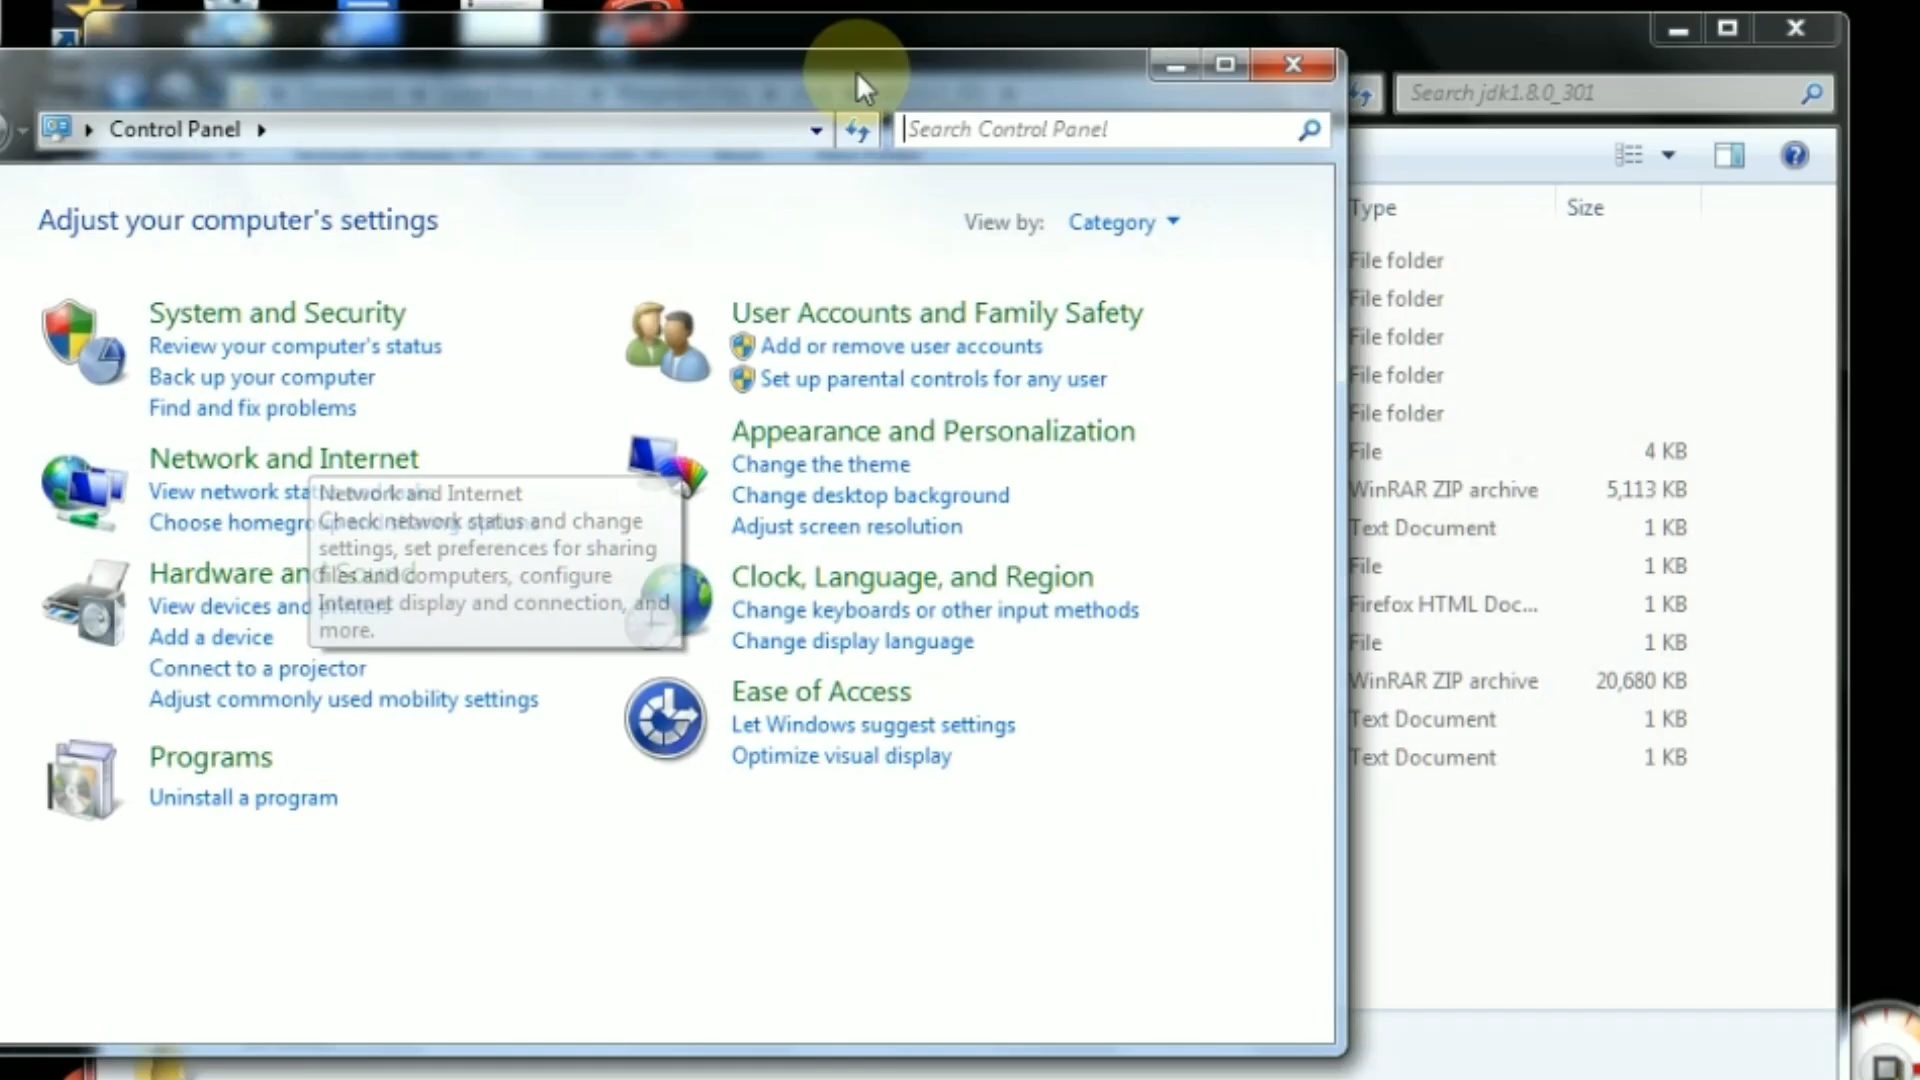 Search jdk1.8.0_301
Control Panel
Search Control Panel
Adjust your computer's settings
View by: Category
System and Security
Review your computer's status
Back up your computer
Find and fix problems
Network and Internet
View network sta
Choose homegro
Network and Internet
Check network status and change
settings, set preferences for sharing
files and computers, configure
Internet display and connection, and
more.
Hardware and Sound
View devices and printers
Add a device
Connect to a projector
Adjust commonly used mobility settings
Programs
Uninstall a program
User Accounts and Family Safety
Add or remove user accounts
Set up parental controls for any user
Appearance and Personalization
Change the theme
Change desktop background
Adjust screen resolution
Clock, Language, and Region
Change keyboards or other input methods
Change display language
Ease of Access
Let Windows suggest settings
Optimize visual display
Type Size
File folder
File folder
File folder
File folder
File folder
File 4 KB
WinRAR ZIP archive 5,113 KB
Text Document 1 KB
File 1 KB
Firefox HTML Doc... 1 KB
File 1 KB
WinRAR ZIP archive 20,680 KB
Text Document 1 KB
Text Document 1 KB